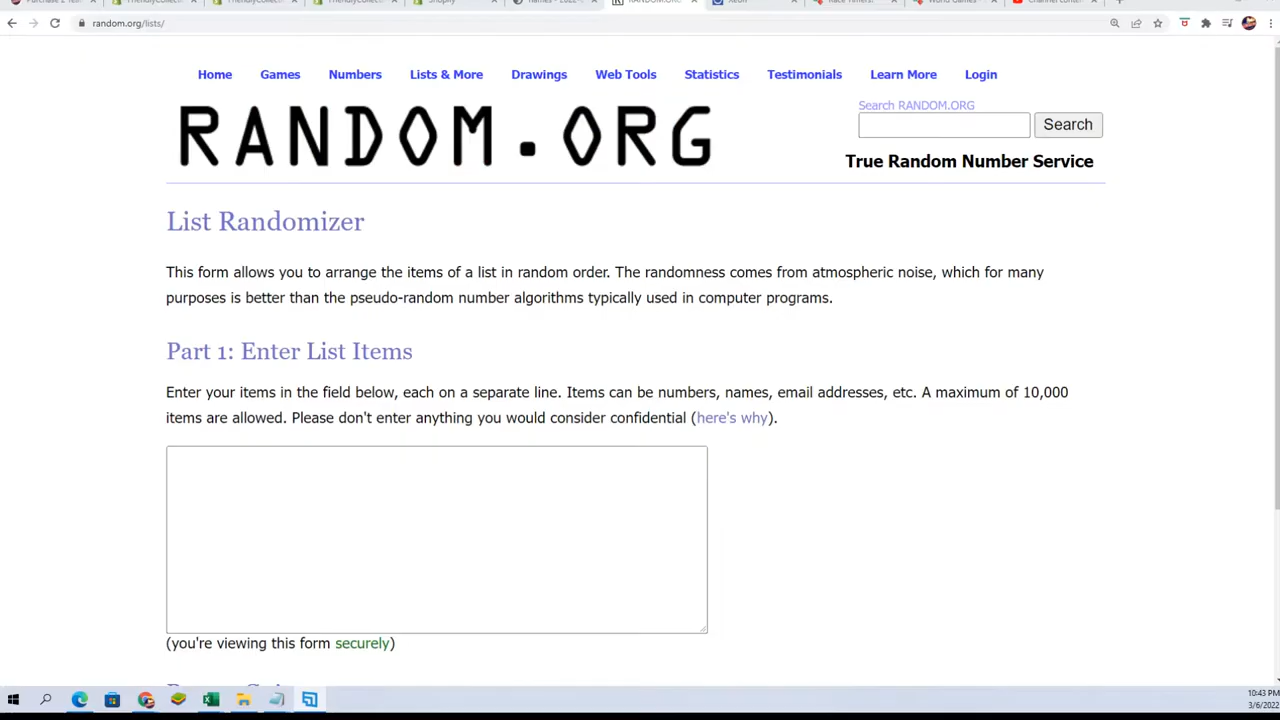 random.org/lists/
Home Games Numbers Lists & More Drawings Web Tools Statistics Testimonials Learn More Login
RANDOM.ORG
Search RANDOM.ORG
Search
True Random Number Service
List Randomizer
This form allows you to arrange the items of a list in random order. The randomness comes from atmospheric noise, which for many
purposes is better than the pseudo-random number algorithms typically used in computer programs.
Part 1: Enter List Items
Enter your items in the field below, each on a separate line. Items can be numbers, names, email addresses, etc. A maximum of 10,000
items are allowed. Please don't enter anything you would consider confidential (here's why).
(you're viewing this form securely)
10:43 PM
3/6/2022